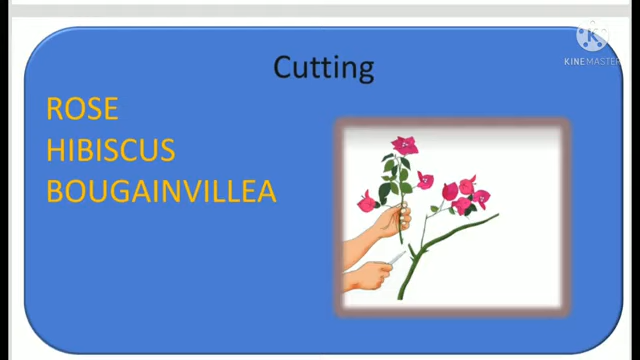 Cutting
KINEMASTER
ROSE
HIBISCUS
BOUGAINVILLEA